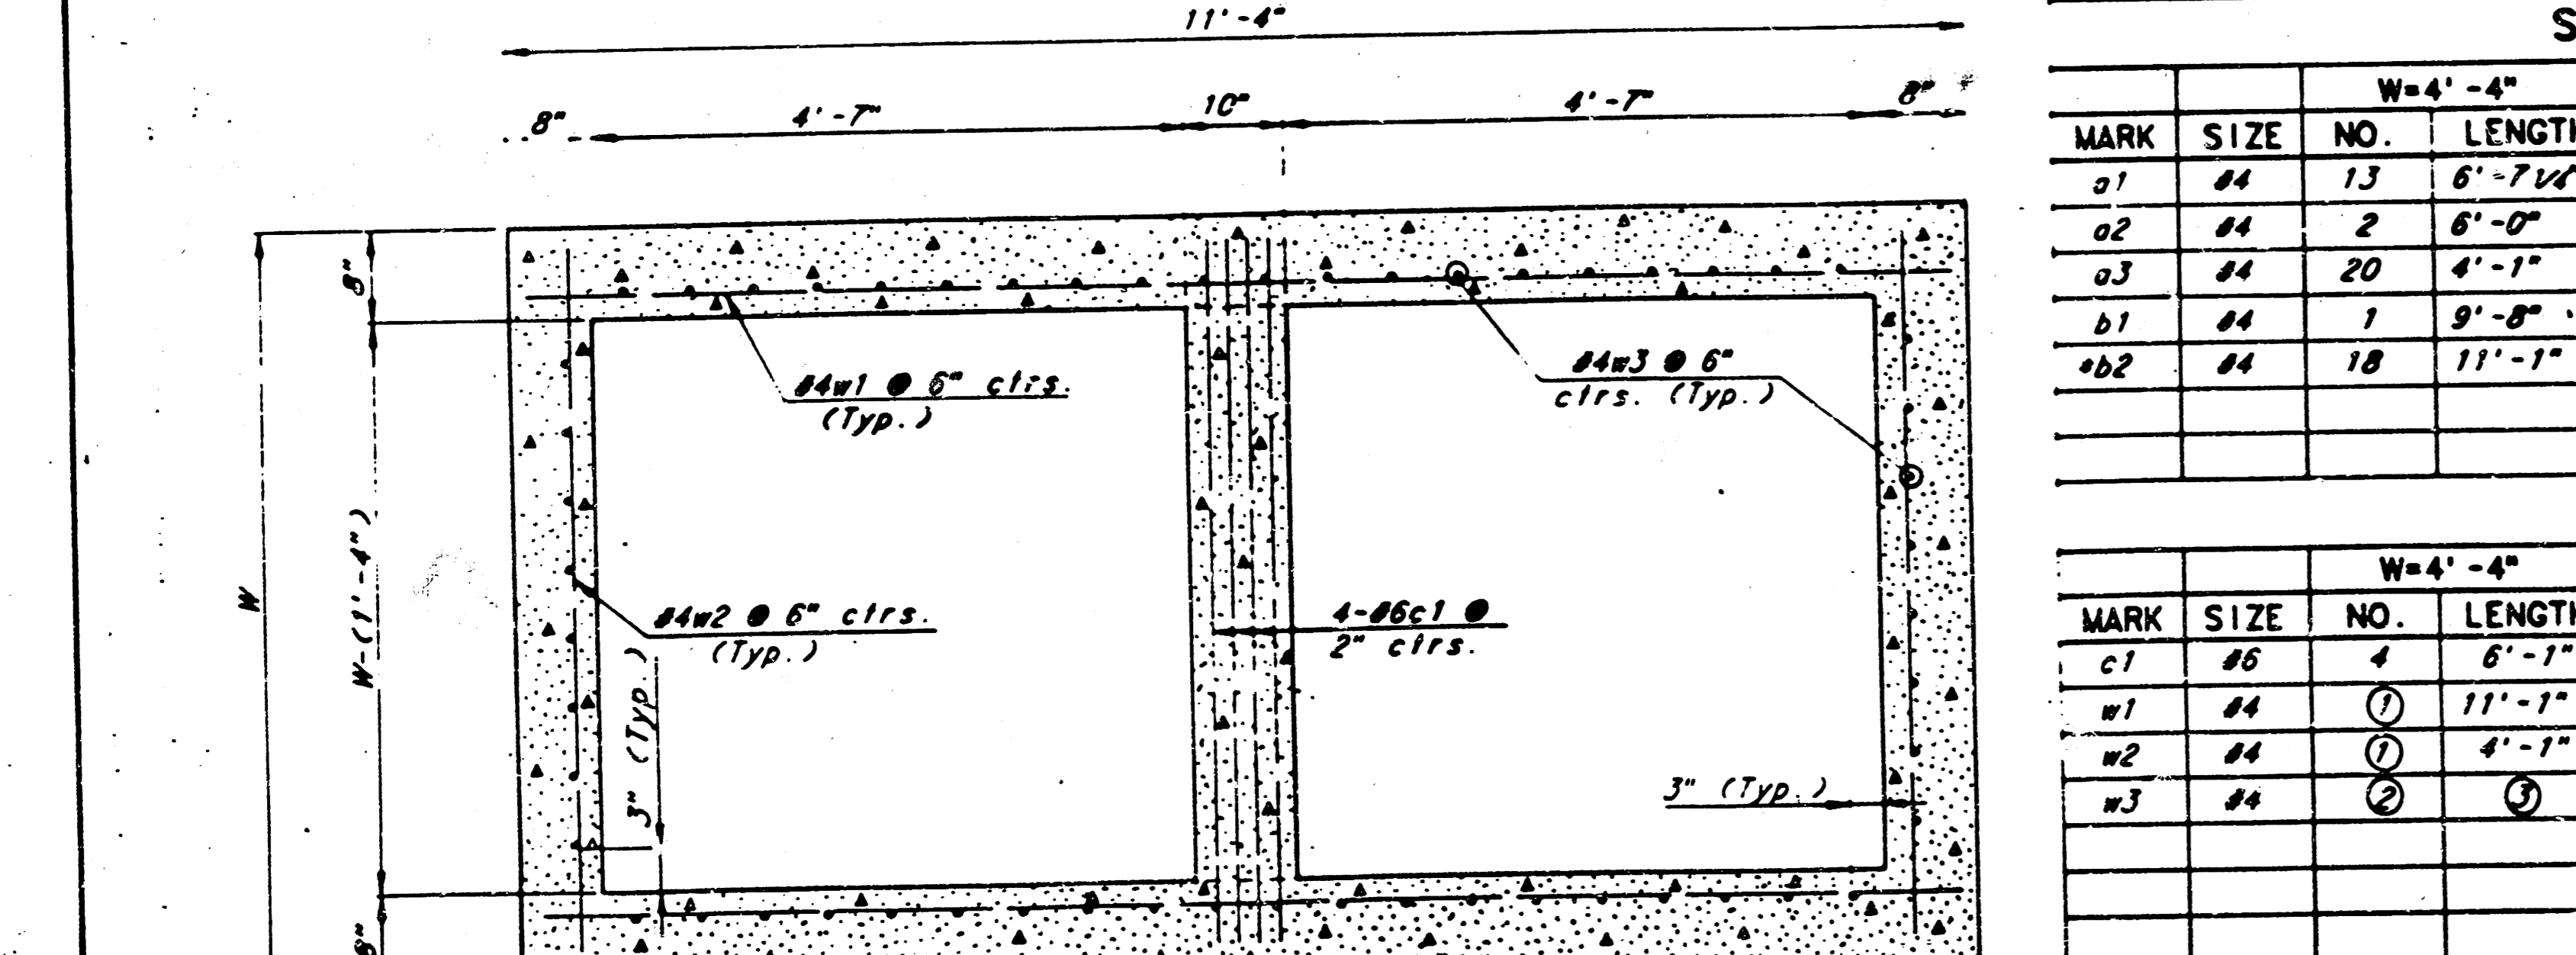 11'-4"
8" 4'-7" 10" 4'-7" 8"
8"
W
W-(1'-4")
8"
#4w1 @ 6" ctrs.
(Typ.)
#4w3 @ 6"
ctrs. (Typ.)
#4w2 @ 6" ctrs.
(Typ.)
4-#6c1 @
2" ctrs.
3" (Typ.)
3" (Typ.)
S
W=4'-4"
MARK SIZE NO. LENGTH
a1 #4 13
a2 #4 2 6'-0"
a3 #4 20 4'-1"
b1 #4 1 9'-8"
*b2 #4 18 11'-1"
W=4'-4"
MARK SIZE NO. LENGTH
c1 #6 4 6'-1"
w1 #4 ① 11'-1"
w2 #4 ① 4'-1"
w3 #4 ② ③